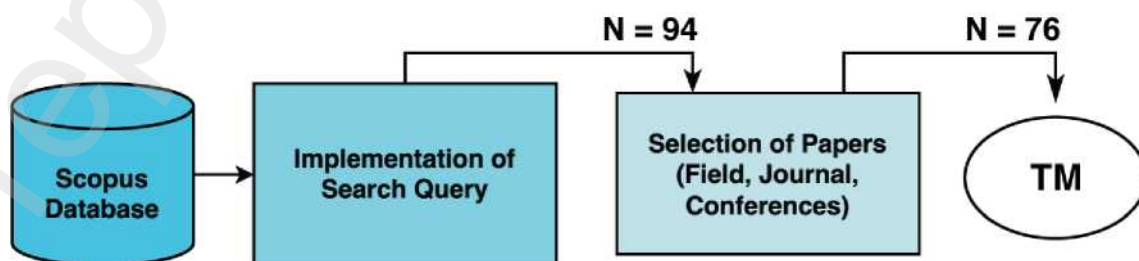 N = 94
N = 76
Scopus
Database
Implementation of
Search Query
Selection of Papers
(Field, Journal,
Conferences)
TM